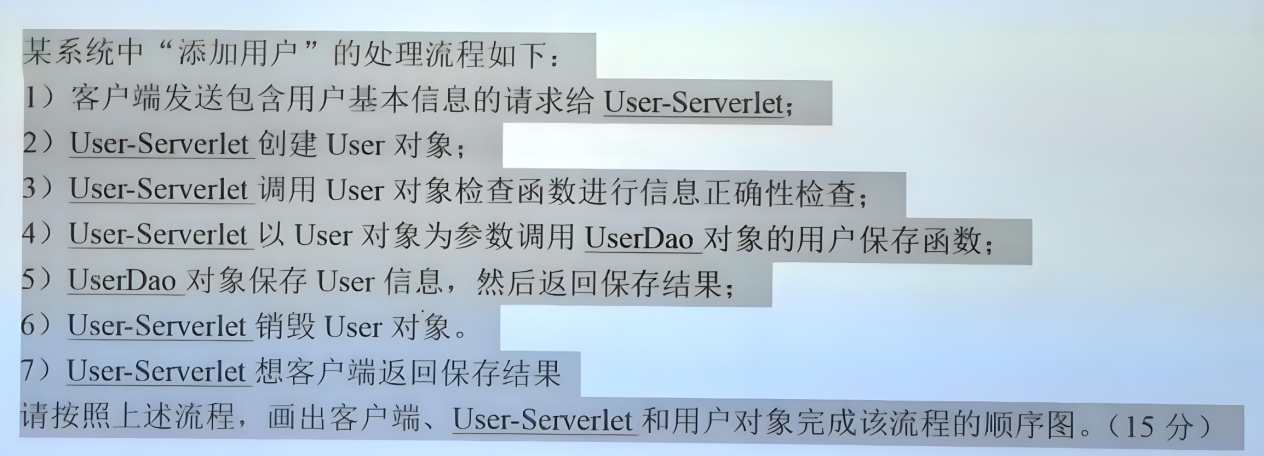 某系统中“添加用户”的处理流程如下：
1）客户端发送包含用户基本信息的请求给 User-Serverlet；
2）User-Serverlet 创建 User 对象；
3）User-Serverlet 调用 User 对象检查函数进行信息正确性检查；
4）User-Serverlet 以 User 对象为参数调用 UserDao 对象的用户保存函数；
5）UserDao 对象保存 User 信息，然后返回保存结果；
6）User-Serverlet 销毁 User 对象。
7）User-Serverlet 想客户端返回保存结果
请按照上述流程，画出客户端、User-Serverlet 和用户对象完成该流程的顺序图。（15 分）